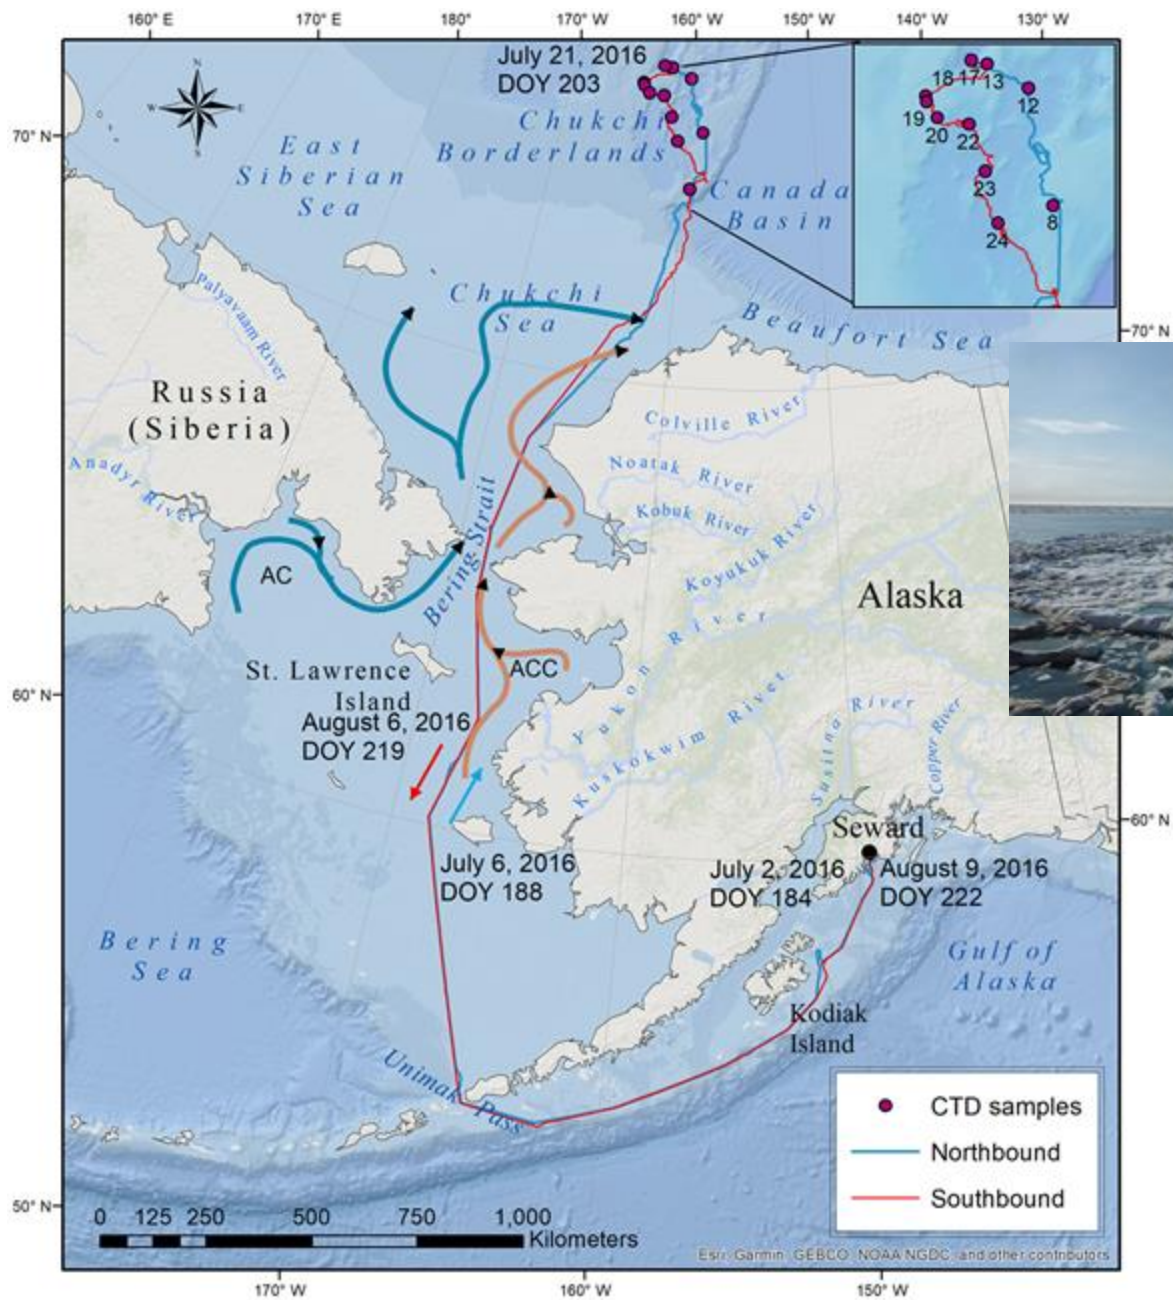 160° E
170° E
180°
170° W
160° W
150° W
140° W
130° W
July 21, 2016
DOY 203
N
W
E
S
18
17
13
12
19
20
22
23
8
24
70° N
Chukchi
Borderlands
East
Siberian
Sea
Canada
Basin
Palyavaam River
Chukchi
Sea
Beaufort Sea
70° N
Russia
(Siberia)
Colville River
Anadyr River
Noatak River
Kobuk River
Koyukuk River
Bering Strait
AC
Alaska
St. Lawrence
Island
ACC
Yukon River
60° N
August 6, 2016
DOY 219
Kuskokwim River
Susitna River
Copper River
Seward
60° N
July 6, 2016
DOY 188
July 2, 2016
DOY 184
August 9, 2016
DOY 222
Bering
Sea
Gulf of
Alaska
Kodiak
Island
Unimak Pass
CTD samples
Northbound
Southbound
50° N
0 125 250 500 750 1,000
Kilometers
Esri, Garmin, GEBCO, NOAA NGDC, and other contributors
170° W
160° W
150° W